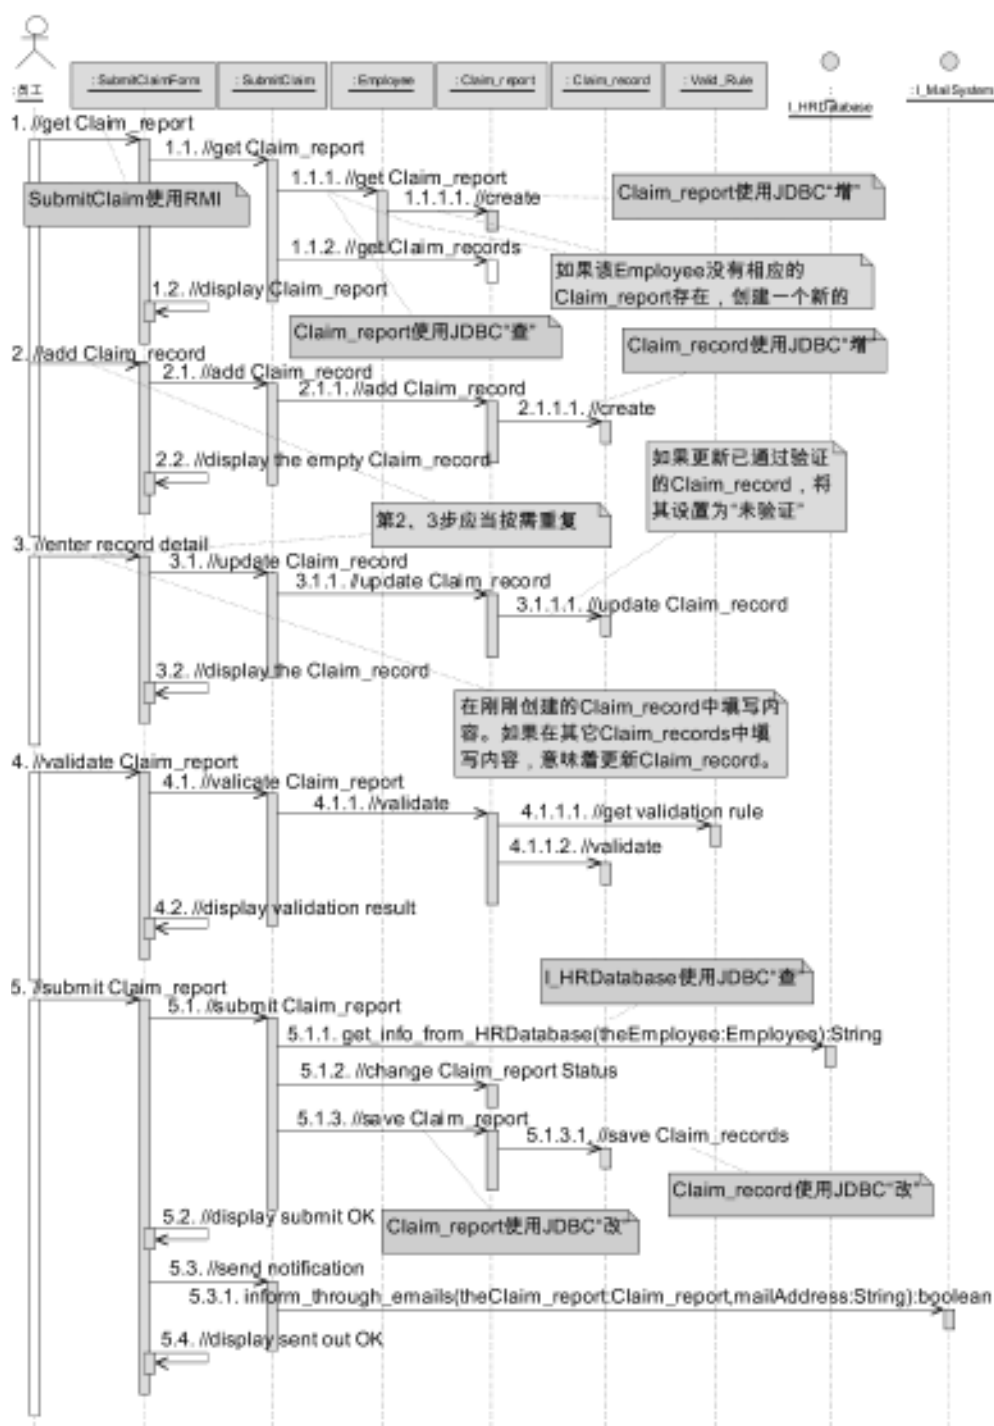 :员工
: SubmitClaimForm
: SubmitClaim
: Employee
: Claim_report
: Claim_record
: Valid_Rule
:
I_HRDatabase
: I_MailSystem
1. //get Claim_report
1.1. //get Claim_report
1.1.1. //get Claim_report
SubmitClaim使用RMI
1.1.1.1. //create
Claim_report使用JDBC“增”
1.1.2. //get Claim_records
如果该Employee没有相应的
Claim_report存在，创建一个新的
1.2. //display Claim_report
Claim_report使用JDBC“查”
Claim_record使用JDBC“增”
2. //add Claim_record
2.1. //add Claim_record
2.1.1. //add Claim_record
2.1.1.1. //create
2.2. //display the empty Claim_record
如果更新已通过验证
的Claim_record，将
其设置为“未验证”
第2、3步应当按需重复
3. //enter record detail
3.1. //update Claim_record
3.1.1. //update Claim_record
3.1.1.1. //update Claim_record
3.2. //display the Claim_record
在刚刚创建的Claim_record中填写内
容。如果在其它Claim_records中填
写内容，意味着更新Claim_record。
4. //validate Claim_report
4.1. //valicate Claim_report
4.1.1. //validate
4.1.1.1. //get validation rule
4.1.1.2. //validate
4.2. //display validation result
I_HRDatabase使用JDBC“查”
5. //submit Claim_report
5.1. //submit Claim_report
5.1.1. get_info_from_HRDatabase(theEmployee:Employee):String
5.1.2. //change Claim_report Status
5.1.3. //save Claim_report
5.1.3.1. //save Claim_records
Claim_record使用JDBC“改”
5.2. //display submit OK
Claim_report使用JDBC“改”
5.3. //send notification
5.3.1. inform_through_emails(theClaim_report:Claim_report,mailAddress:String):boolean
5.4. //display sent out OK